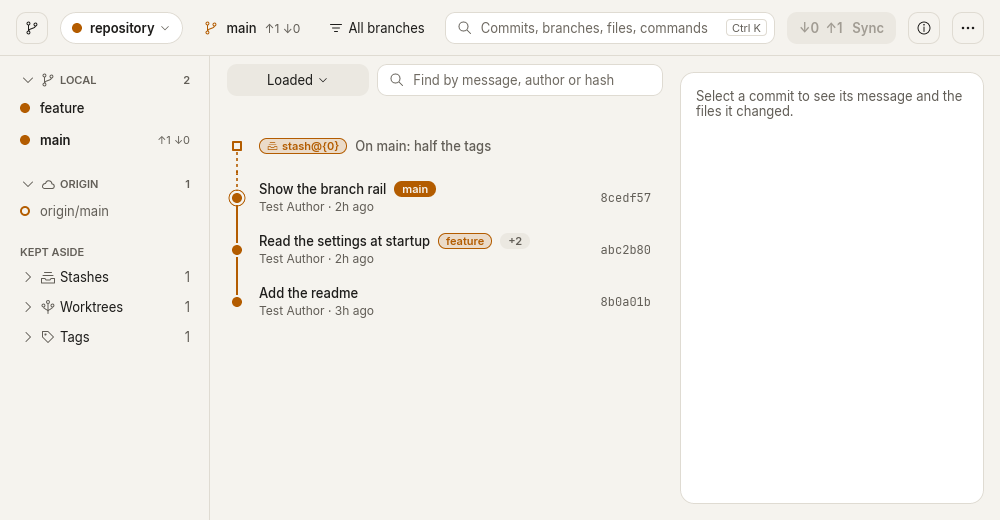 repository
main ↑1 ↓0
All branches
Commits, branches, files, commands Ctrl K
↓0 ↑1 Sync
LOCAL 2
feature
main ↑1 ↓0
ORIGIN 1
origin/main
KEPT ASIDE
Stashes 1
Worktrees 1
Tags 1
Loaded
Find by message, author or hash
stash@{0} On main: half the tags
Show the branch rail main
Test Author · 2h ago
8cedf57
Read the settings at startup feature +2
Test Author · 2h ago
abc2b80
Add the readme
Test Author · 3h ago
8b0a01b
Select a commit to see its message and the
files it changed.